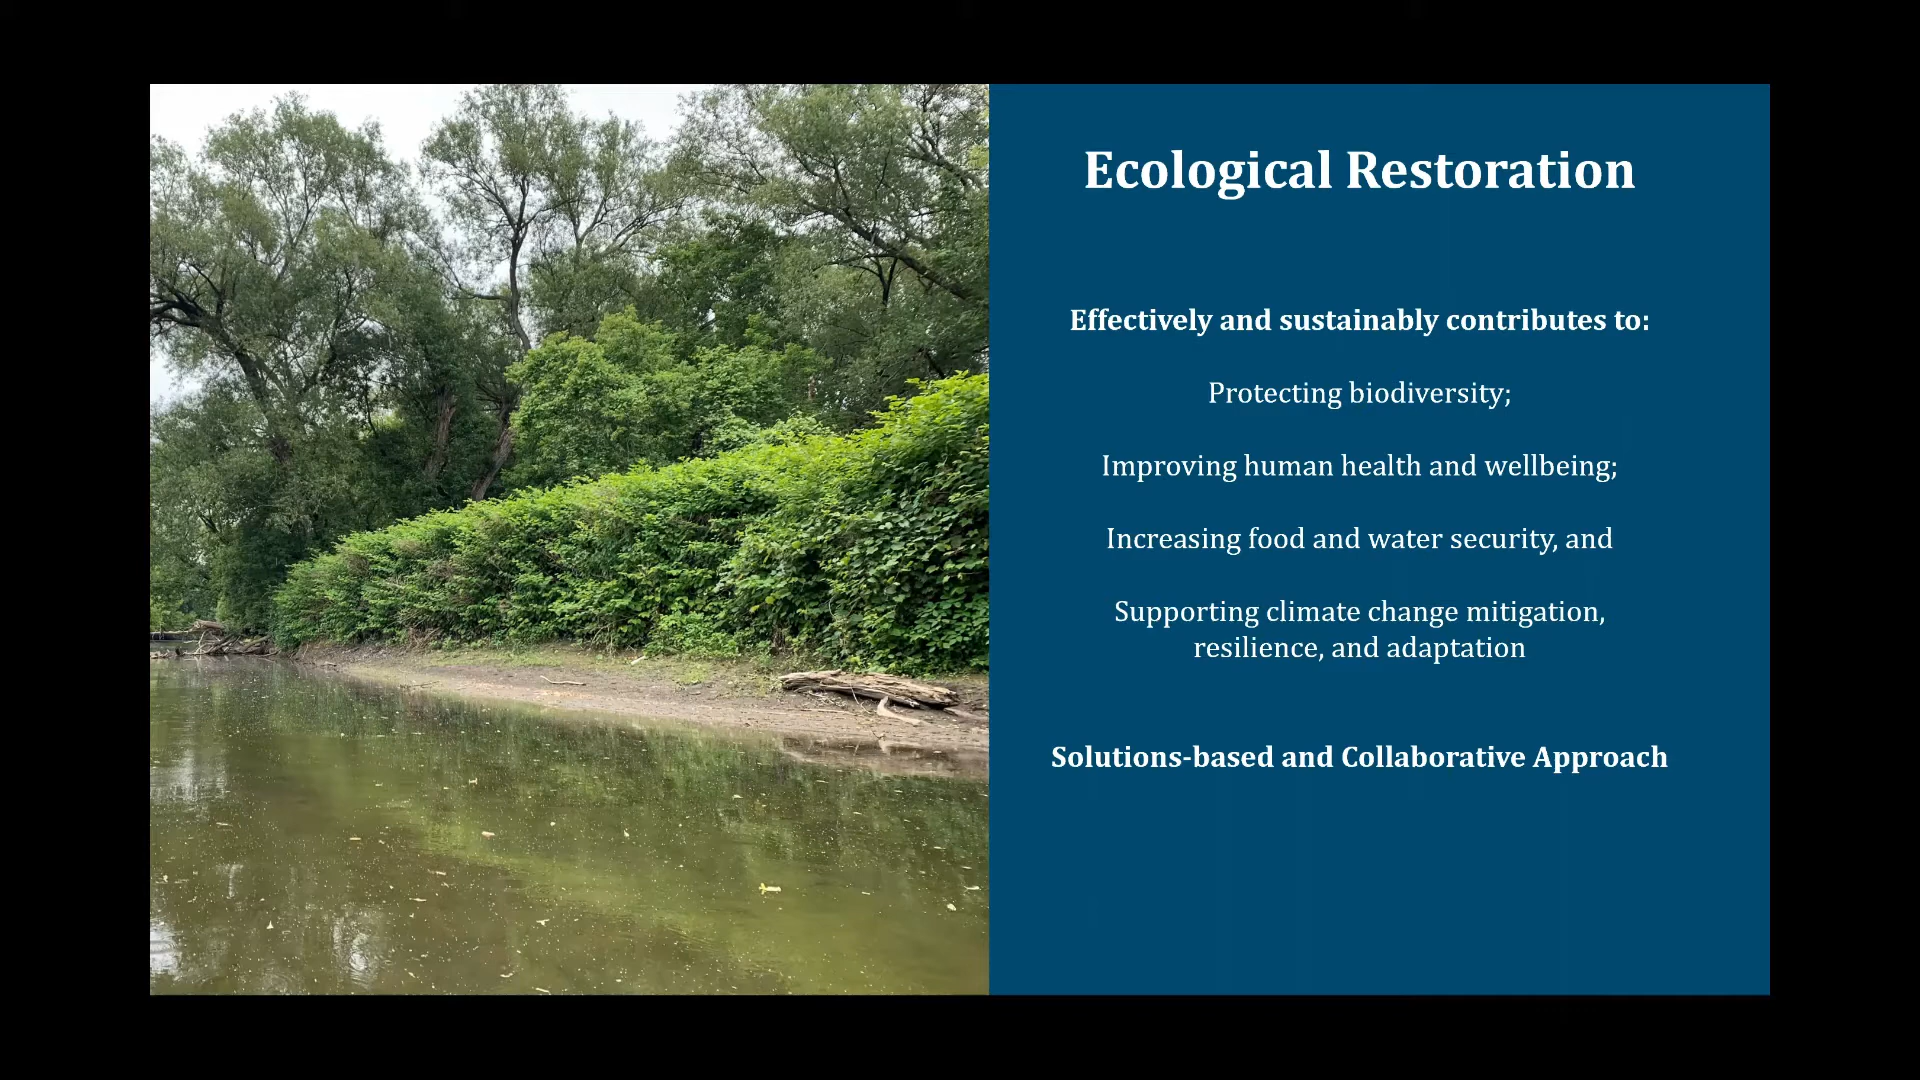 Ecological Restoration
Effectively and sustainably contributes to:
Protecting biodiversity;
Improving human health and wellbeing;
Increasing food and water security, and
Supporting climate change mitigation,
resilience, and adaptation
Solutions-based and Collaborative Approach